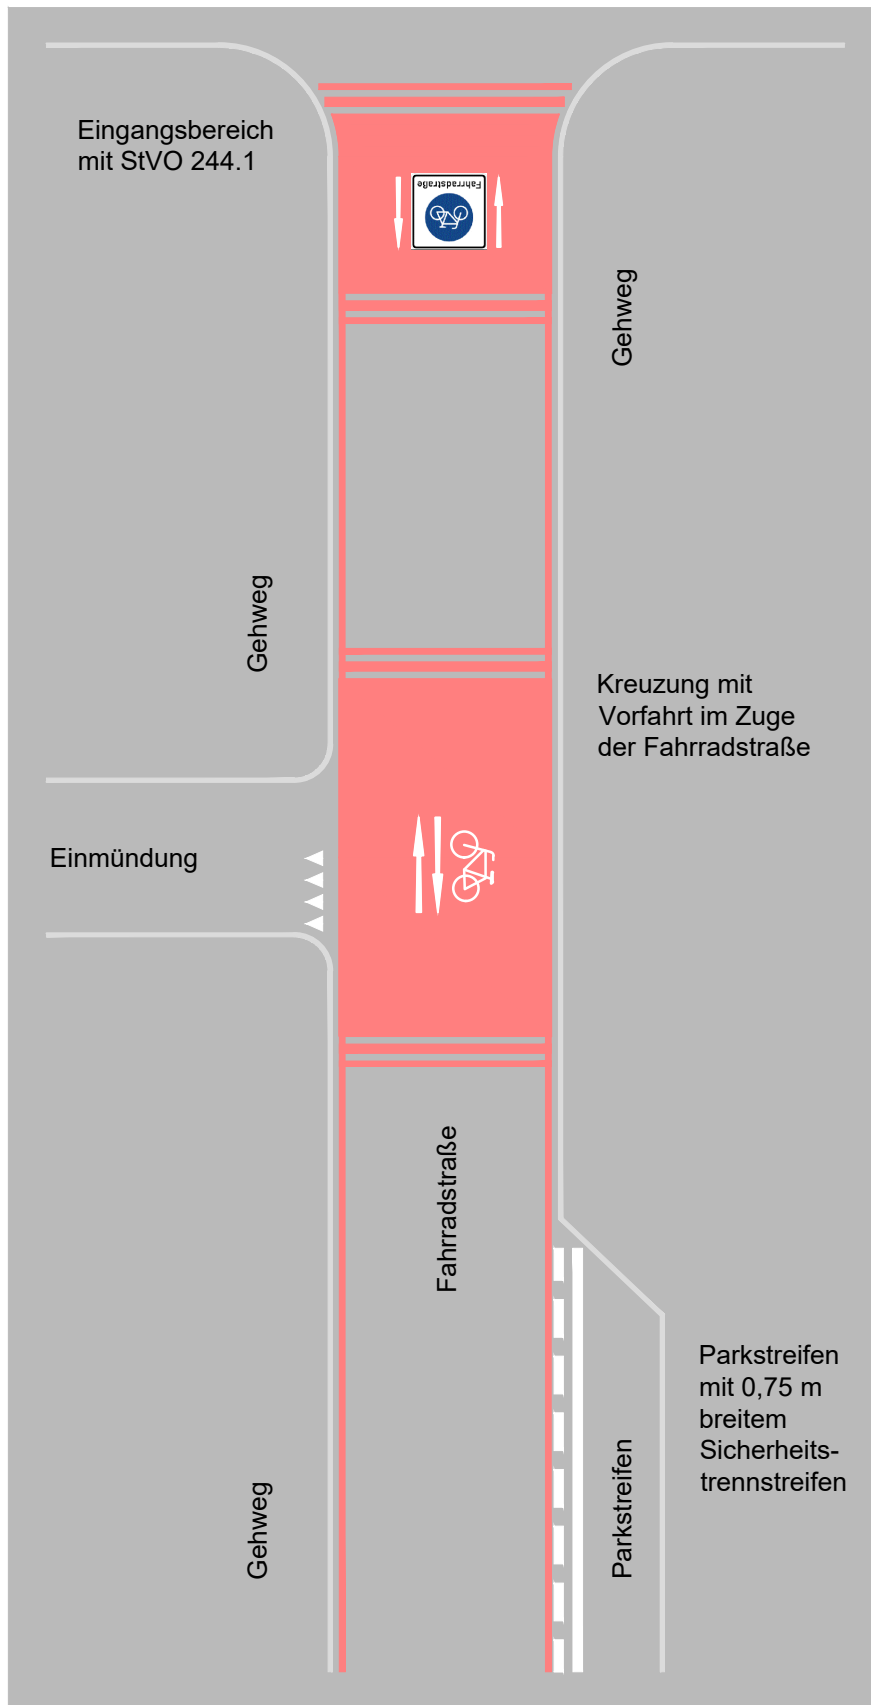 Eingangsbereich
mit StVO 244.1
Fahrradstraße
Gehweg
Gehweg
Kreuzung mit
Vorfahrt im Zuge
der Fahrradstraße
Einmündung
Fahrradstraße
Parkstreifen
mit 0,75 m
breitem
Sicherheits-
trennstreifen
Gehweg
Parkstreifen